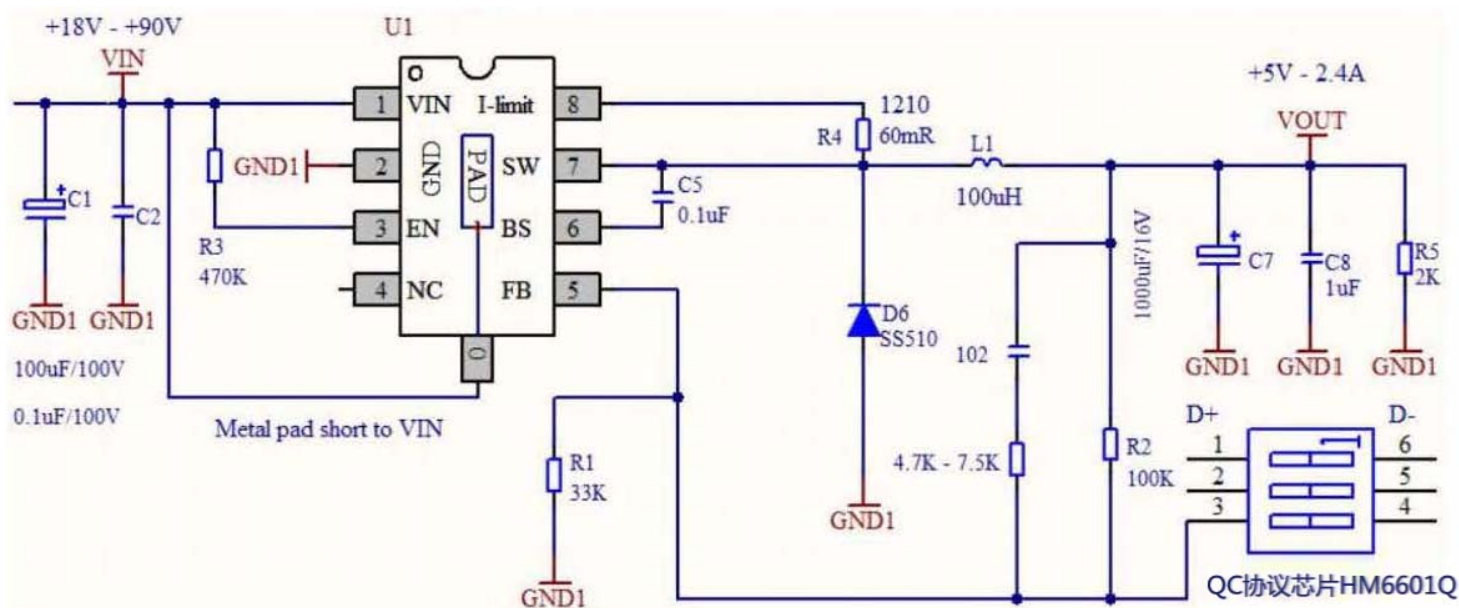 +18V - +90V
VIN
U1
1 VIN
I-limit 8
1210
R4 60mR
+5V - 2.4A
VOUT
GND1
2 GND
PAD
SW 7
L1
100uH
C1
C2
C5
0.1uF
3 EN
BS 6
R3
470K
4 NC
FB 5
0
1000uF/16V
C7
C8
1uF
R5
2K
GND1
GND1
D6
SS510
102
GND1
GND1
GND1
100uF/100V
0.1uF/100V
Metal pad short to VIN
R1
33K
4.7K - 7.5K
R2
100K
D+
D-
1
2
3
6
5
4
GND1
GND1
QC协议芯片HM6601Q